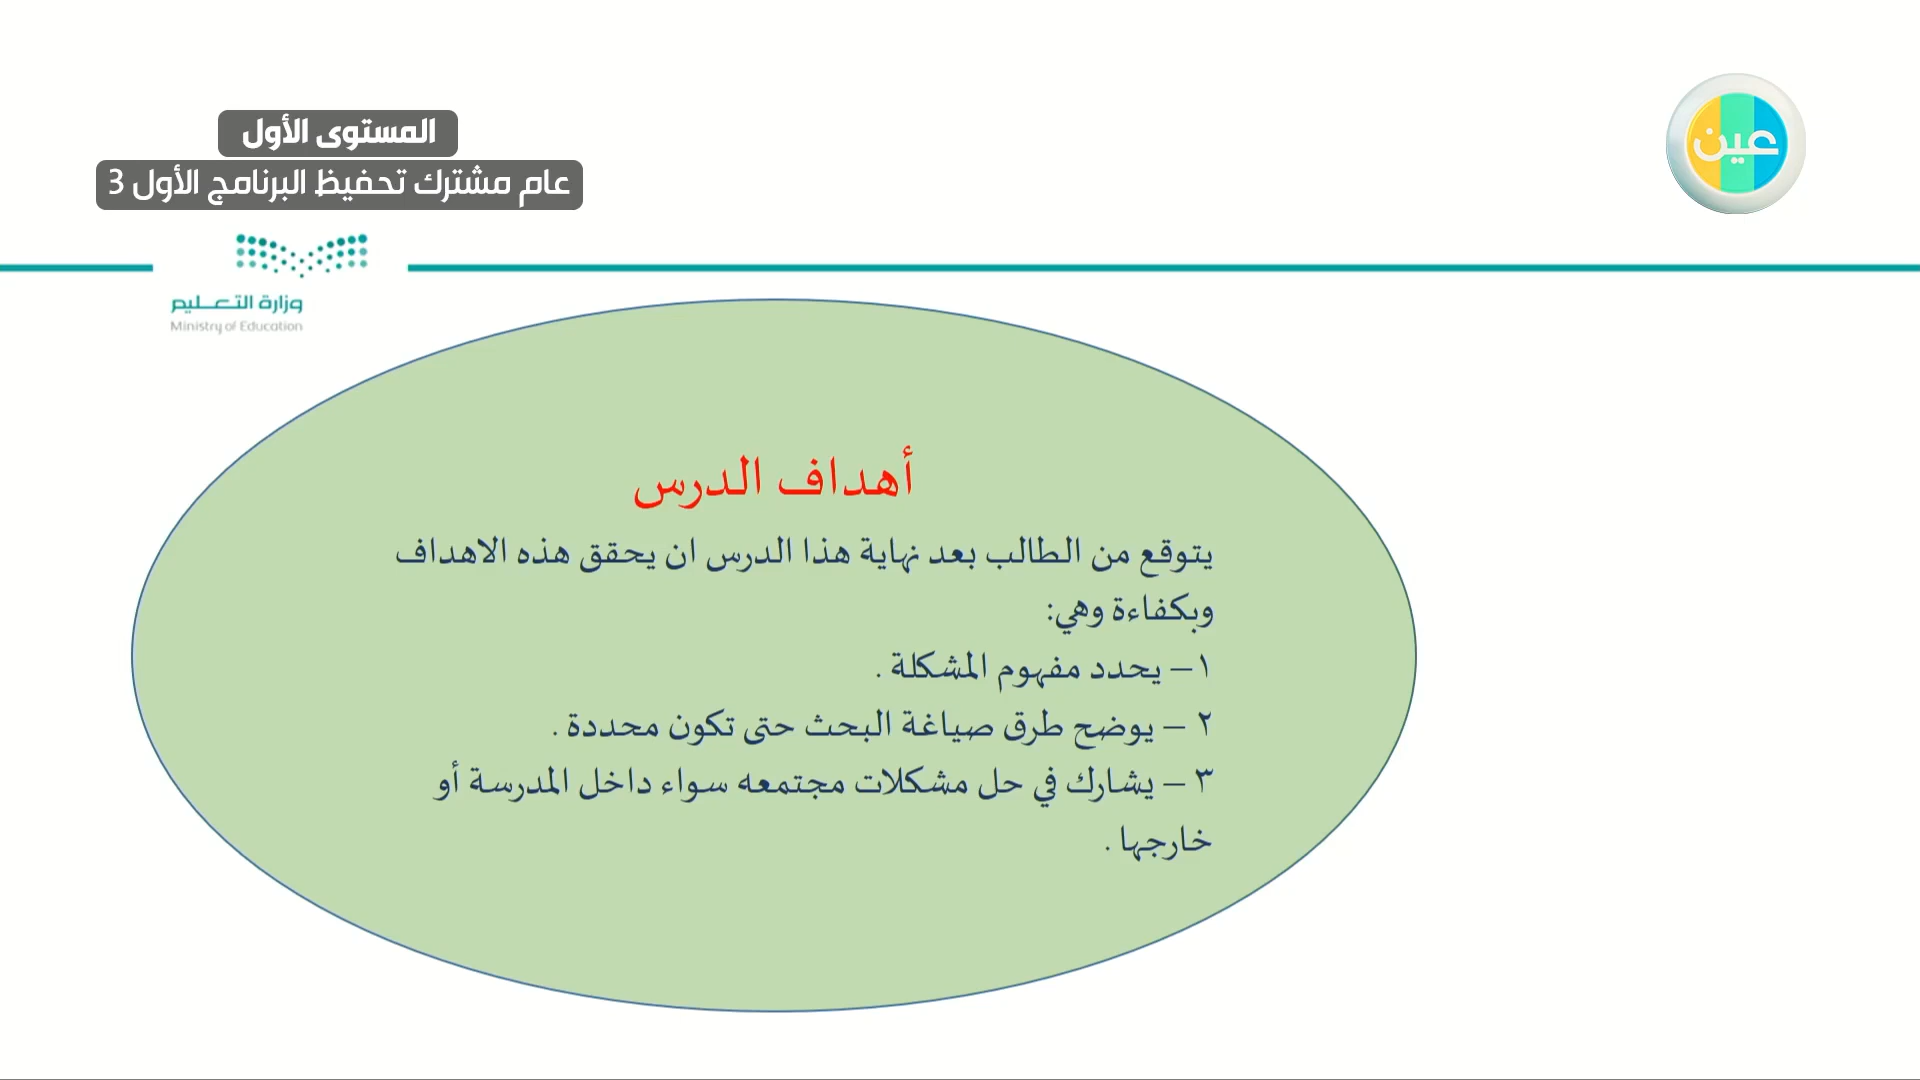 المستوى الأول
عام مشترك تحفيظ البرنامج الأول 3
عين
وزارة التعليم
Ministry of Education
أهداف الدرس
يتوقع من الطالب بعد نهاية هذا الدرس ان يحقق هذه الاهداف
وبكفاءة وهي:
١– يحدد مفهوم المشكلة .
٢ – يوضح طرق صياغة البحث حتى تكون محددة .
٣ – يشارك في حل مشكلات مجتمعه سواء داخل المدرسة أو
خارجها .